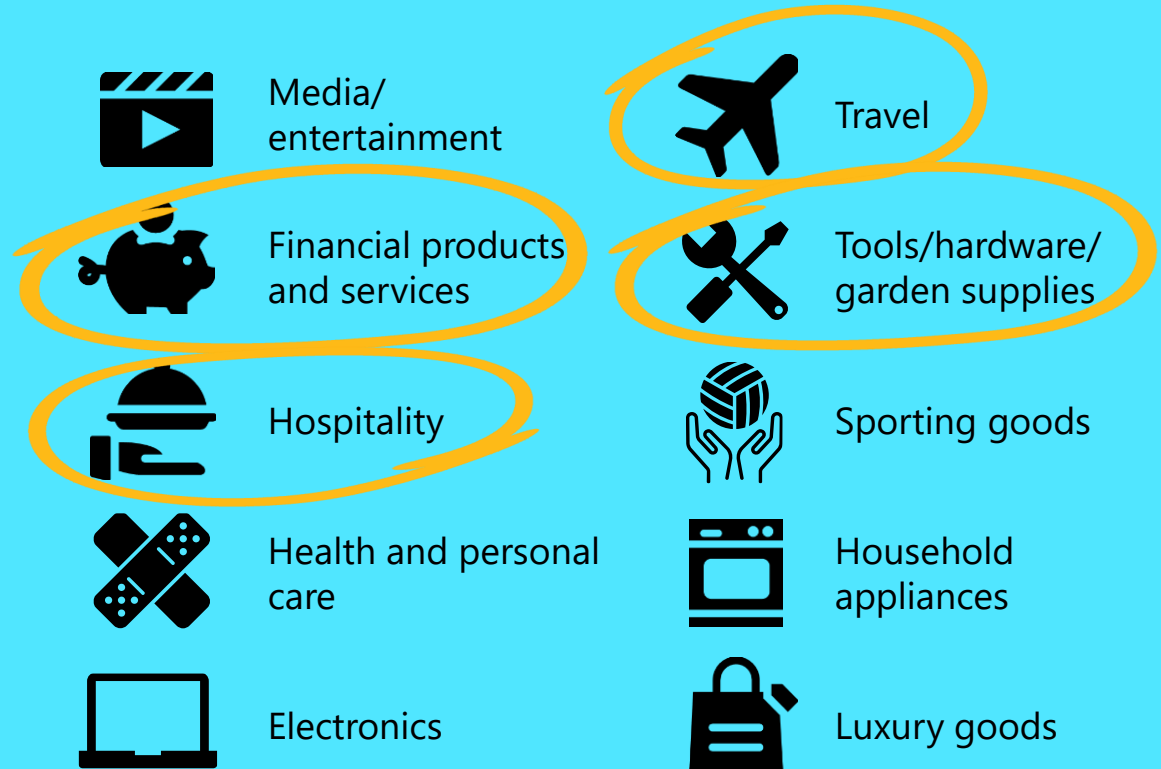 Media/
entertainment
Travel
Financial products
and services
Tools/hardware/
garden supplies
Hospitality
Sporting goods
Health and personal
care
Household
appliances
Electronics
Luxury goods